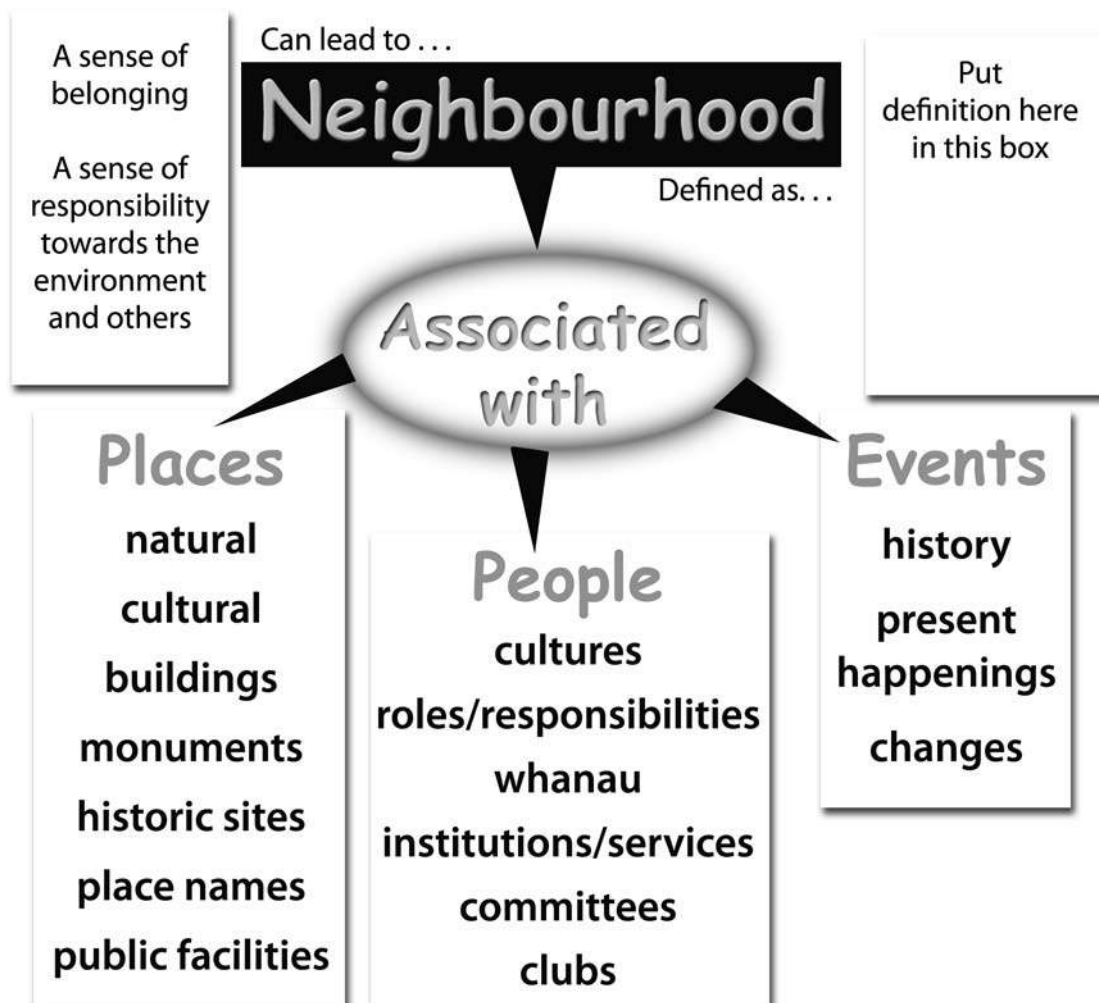 A sense of
belonging
A sense of
responsibility
towards the
environment
and others
Can lead to . . .
Neighbourhood
Defined as. . .
Put
definition here
in this box
Associated
with
Places
natural
cultural
buildings
monuments
historic sites
place names
public facilities
People
cultures
roles/responsibilities
whanau
institutions/services
committees
clubs
Events
history
present
happenings
changes